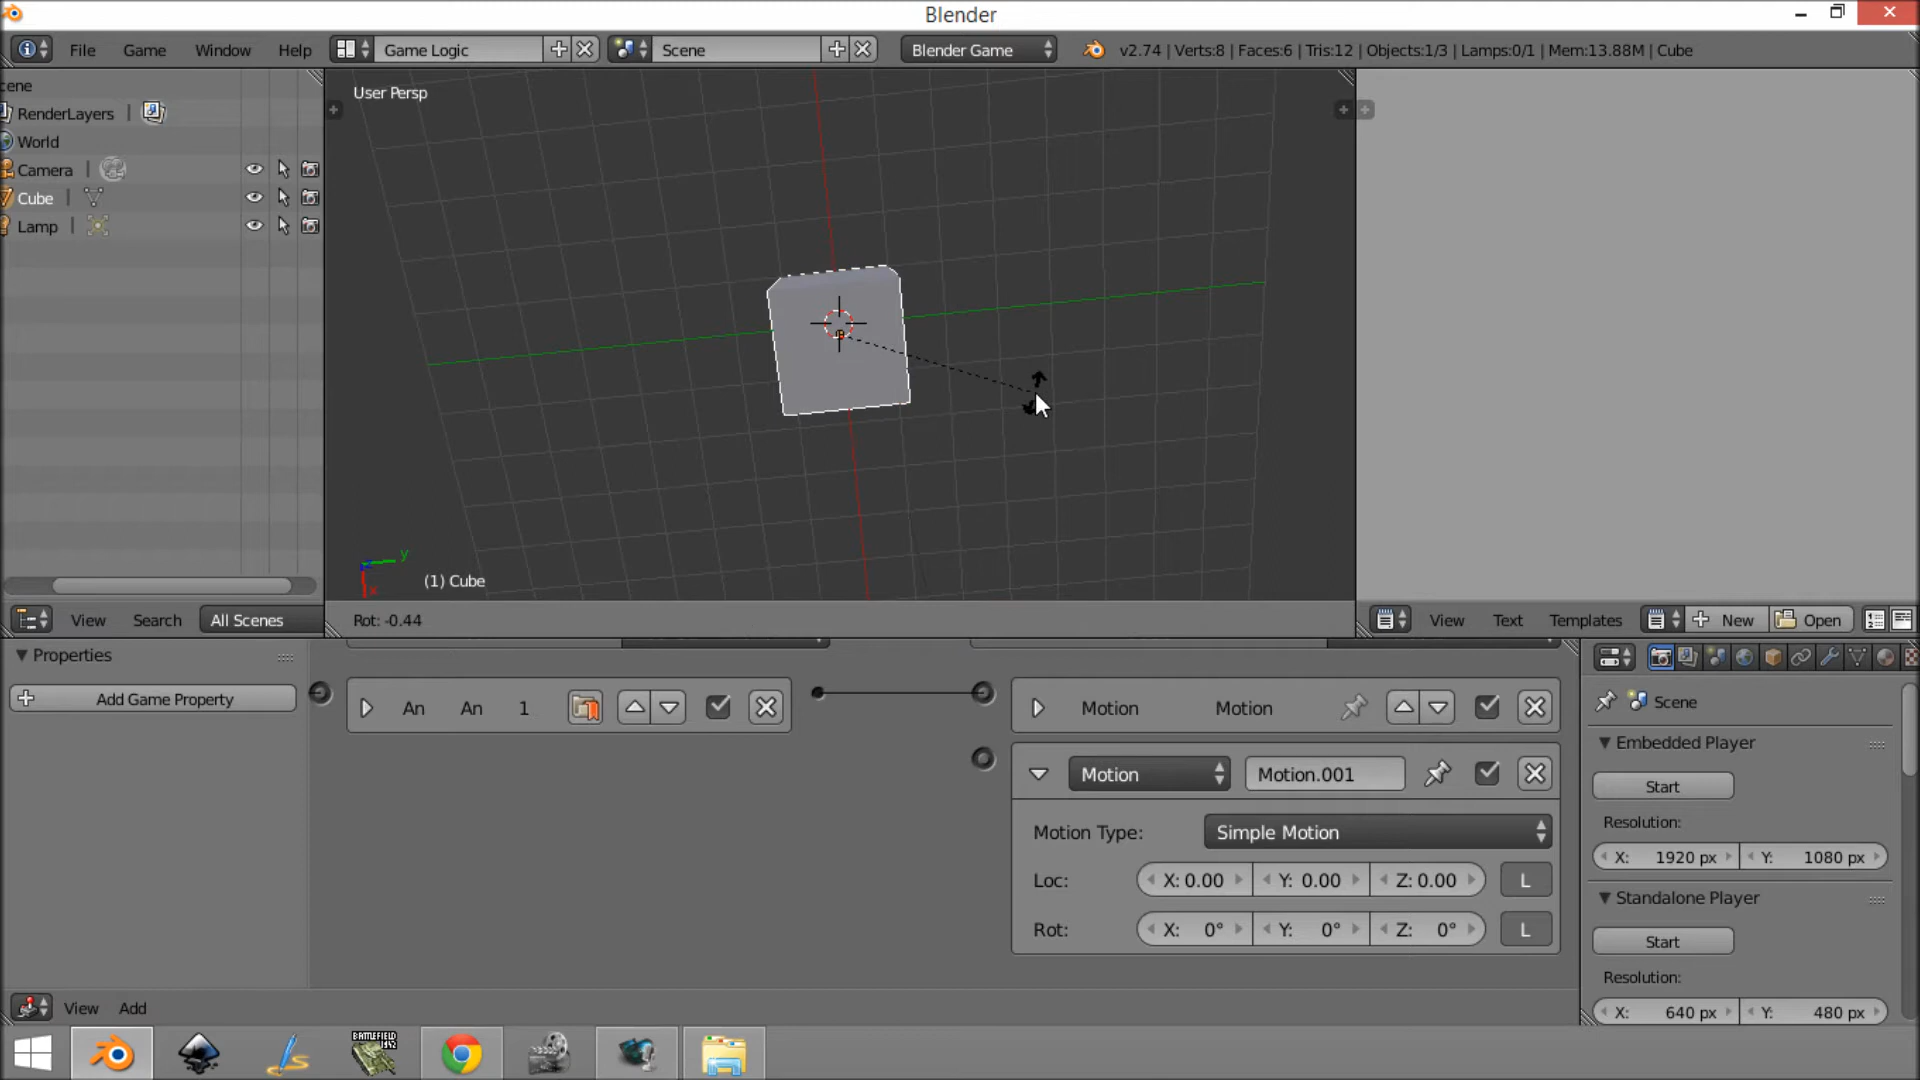 Blender
File Game Window Help Game Logic Scene Blender Game v2.74 | Verts:8 | Faces:6 | Tris:12 | Objects:1/3 | Lamps:0/1 | Mem:13.88M | Cube
cene
RenderLayers
World
Camera
Cube
Lamp
User Persp
y
x
(1) Cube
View Search All Scenes
Rot: -0.44
View Text Templates New Open
Properties
Add Game Property
An An 1
Motion Motion
Motion Motion.001
Motion Type: Simple Motion
Loc: X: 0.00 Y: 0.00 Z: 0.00 L
Rot: X: 0° Y: 0° Z: 0° L
Scene
Embedded Player
Start
Resolution:
X: 1920 px Y: 1080 px
Standalone Player
Start
Resolution:
X: 640 px Y: 480 px
View Add
BATTLEFIELD
1942